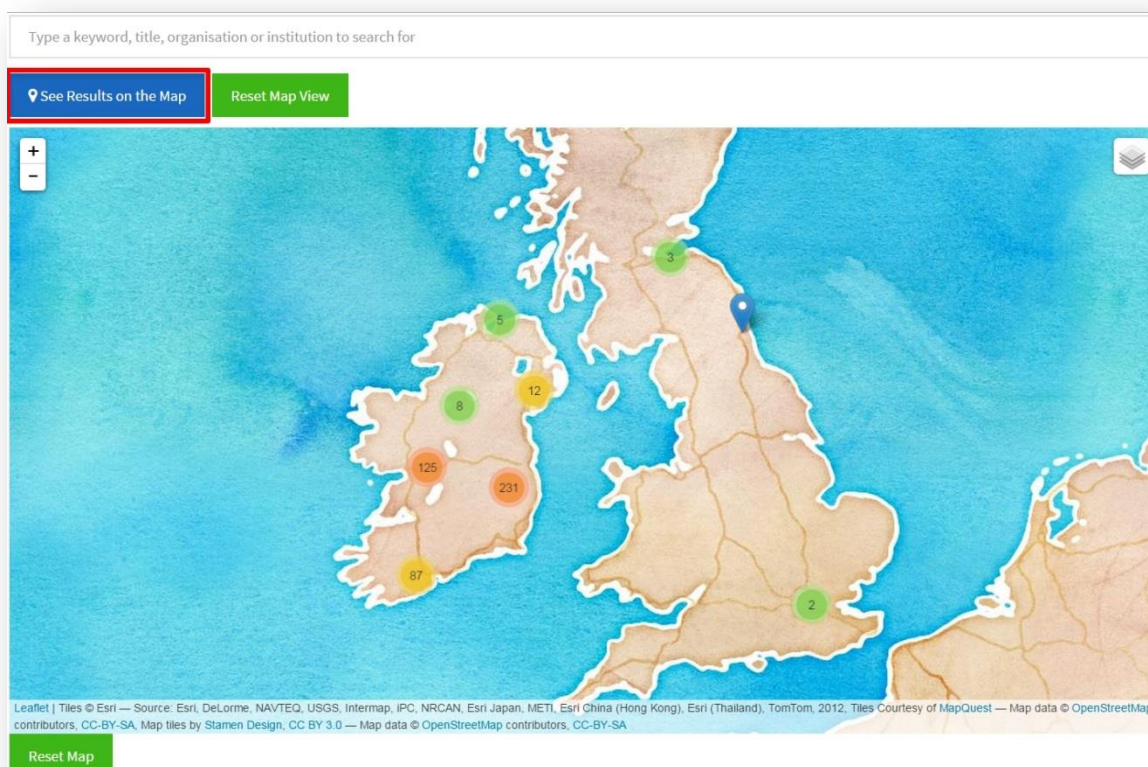 Type a keyword, title, organisation or institution to search for
See Results on the Map
Reset Map View
+
-
3
5
12
8
125
231
87
2
Leaflet | Tiles © Esri — Source: Esri, DeLorme, NAVTEQ, USGS, Intermap, iPC, NRCAN, Esri Japan, METI, Esri China (Hong Kong), Esri (Thailand), TomTom, 2012, Tiles Courtesy of MapQuest — Map data © OpenStreetMap
contributors, CC-BY-SA, Map tiles by Stamen Design, CC BY 3.0 — Map data © OpenStreetMap contributors, CC-BY-SA
Reset Map